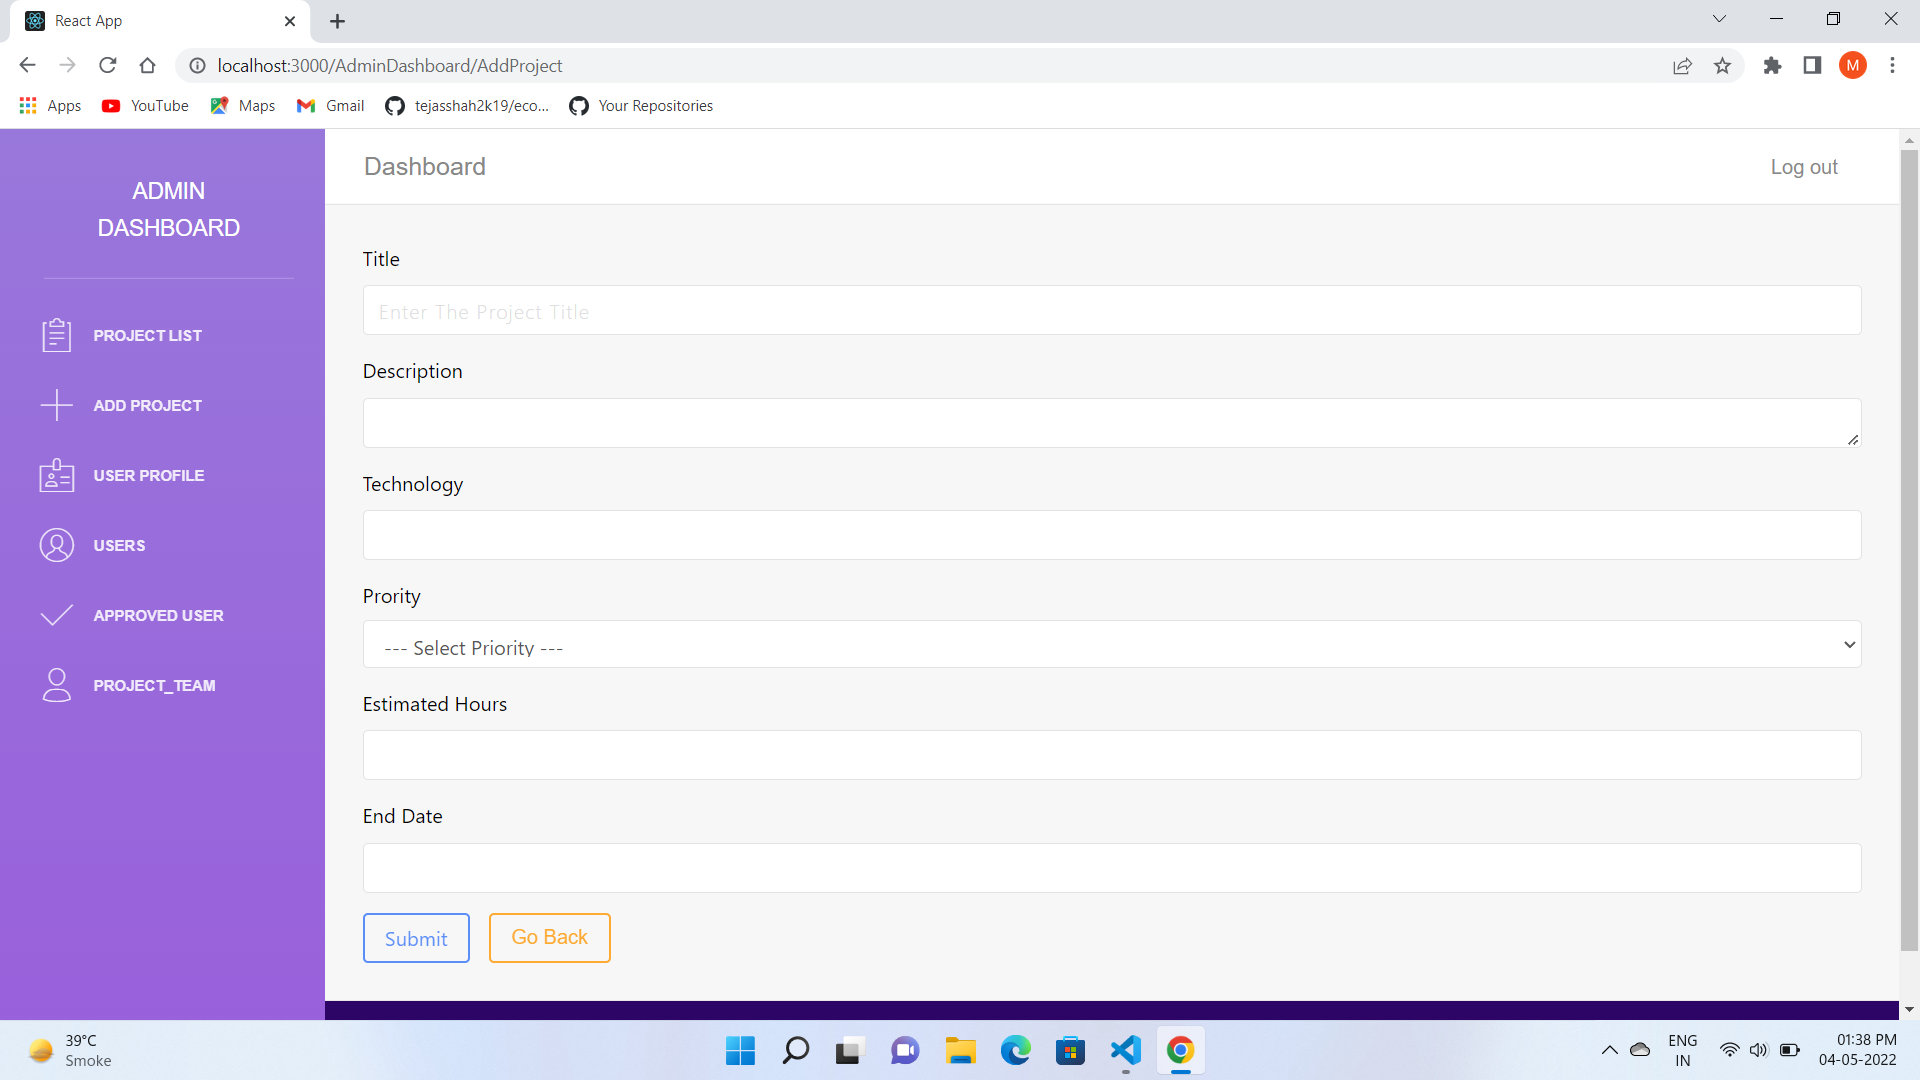 React App
localhost:3000/AdminDashboard/AddProject
M
Apps
YouTube
Maps
Gmail
tejasshah2k19/eco...
Your Repositories
ADMIN
DASHBOARD
PROJECT LIST
ADD PROJECT
USER PROFILE
USERS
APPROVED USER
PROJECT_TEAM
Dashboard
Log out
Title
Enter The Project Title
Description
Technology
Prority
--- Select Priority ---
Estimated Hours
End Date
Submit
Go Back
39°C
Smoke
ENG
IN
01:38 PM
04-05-2022